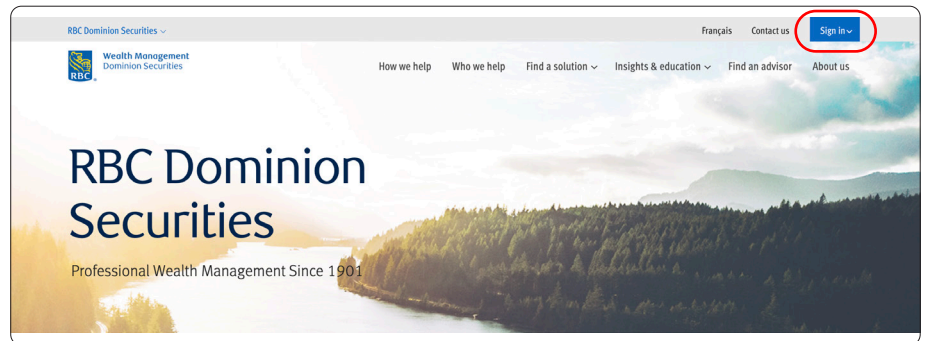 RBC Dominion Securities
Français Contact us Sign in
Wealth Management
Dominion Securities
RBC
How we help Who we help Find a solution Insights & education Find an advisor About us
RBC Dominion
Securities
Professional Wealth Management Since 1901